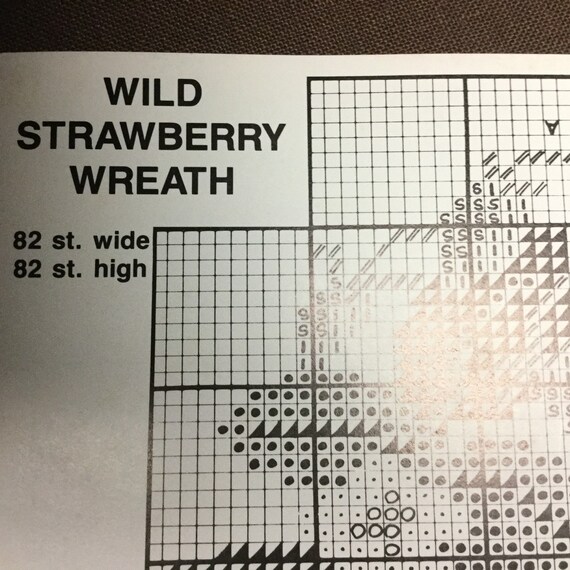 WILD
STRAWBERRY
WREATH
82 st. wide
82 st. high